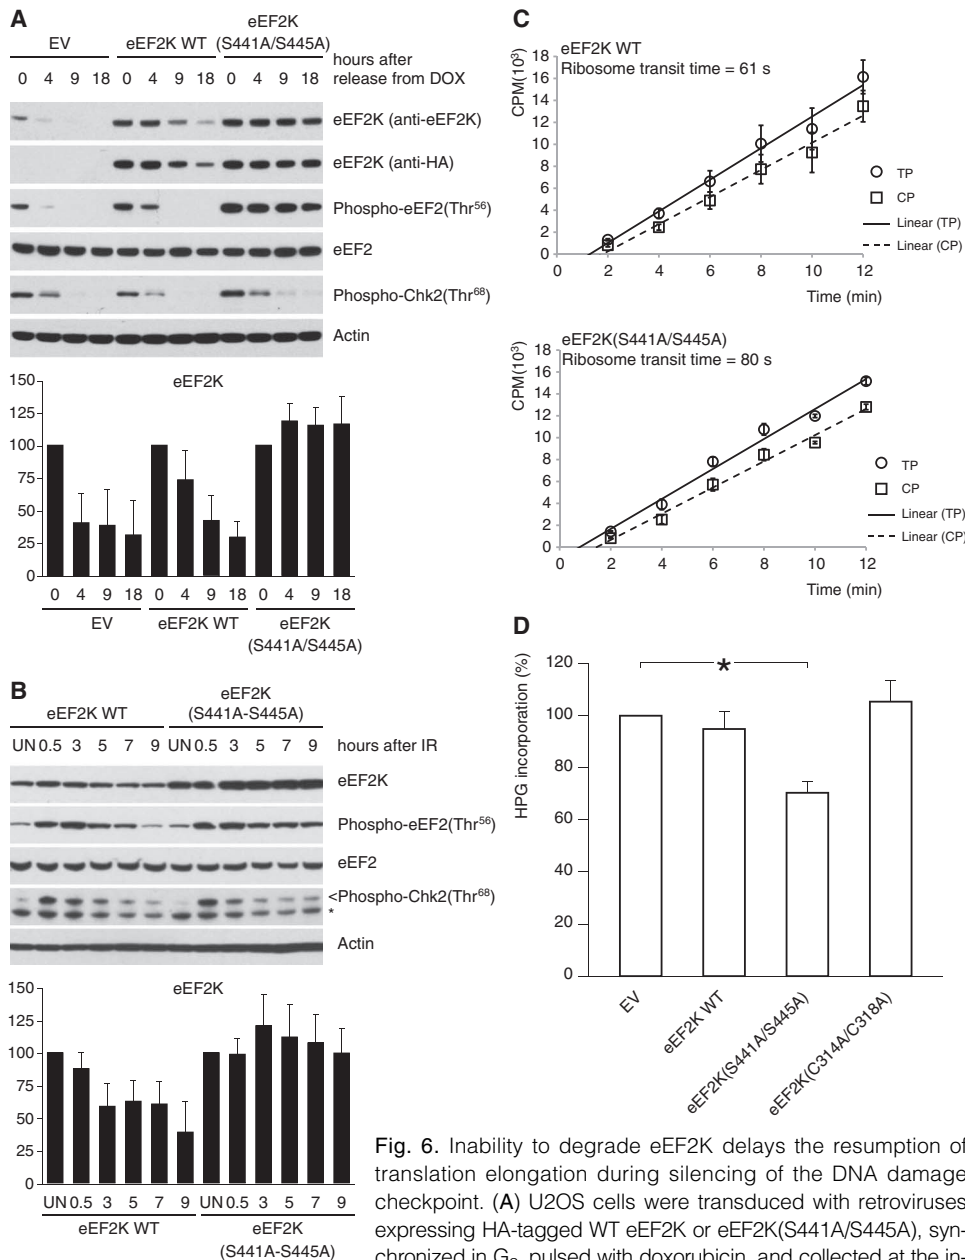 A
EV
eEF2K WT
eEF2K
(S441A/S445A)
0 4 9 18 0 4 9 18 0 4 9 18
hours after
release from DOX
eEF2K (anti-eEF2K)
eEF2K (anti-HA)
Phospho-eEF2(Thr56)
eEF2
Phospho-Chk2(Thr68)
Actin
eEF2K
150
125
100
75
50
25
0
0 4 9 18 0 4 9 18 0 4 9 18
EV
eEF2K WT
eEF2K
(S441A/S445A)
B
eEF2K WT
eEF2K
(S441A-S445A)
UN 0.5 3 5 7 9 UN 0.5 3 5 7 9
hours after IR
eEF2K
Phospho-eEF2(Thr56)
eEF2
<Phospho-Chk2(Thr68)
*
Actin
eEF2K
150
125
100
75
50
25
0
UN 0.5 3 5 7 9 UN 0.5 3 5 7 9
eEF2K WT
eEF2K
(S441A-S445A)
C
eEF2K WT
Ribosome transit time = 61 s
CPM(103)
18
16
14
12
10
8
6
4
2
0
0 2 4 6 8 10 12
Time (min)
TP
CP
Linear (TP)
Linear (CP)
eEF2K(S441A/S445A)
Ribosome transit time = 80 s
CPM(103)
18
16
14
12
10
8
6
4
2
0
0 2 4 6 8 10 12
Time (min)
TP
CP
Linear (TP)
Linear (CP)
D
HPG incorporation (%)
120
100
80
60
40
20
0
*
EV
eEF2K WT
eEF2K(S441A/S445A)
eEF2K(C314A/C318A)
Fig. 6. Inability to degrade eEF2K delays the resumption of
translation elongation during silencing of the DNA damage
checkpoint. (A) U2OS cells were transduced with retroviruses
expressing HA-tagged WT eEF2K or eEF2K(S441A/S445A), syn-
chronized in G2, pulsed with doxorubicin, and collected at the in-